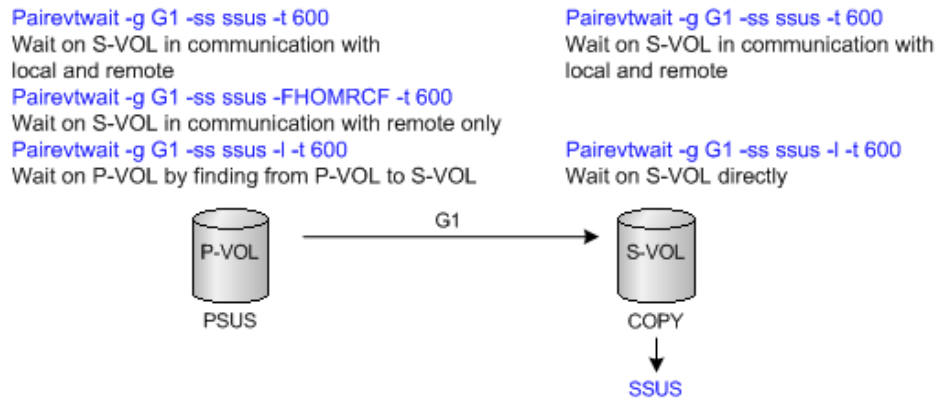 Pairevtwait -g G1 -ss ssus -t 600
Wait on S-VOL in communication with
local and remote
Pairevtwait -g G1 -ss ssus -FHOMRCF -t 600
Wait on S-VOL in communication with remote only
Pairevtwait -g G1 -ss ssus -l -t 600
Wait on P-VOL by finding from P-VOL to S-VOL
Pairevtwait -g G1 -ss ssus -t 600
Wait on S-VOL in communication with
local and remote
Pairevtwait -g G1 -ss ssus -l -t 600
Wait on S-VOL directly
G1
P-VOL
S-VOL
PSUS
COPY
SSUS